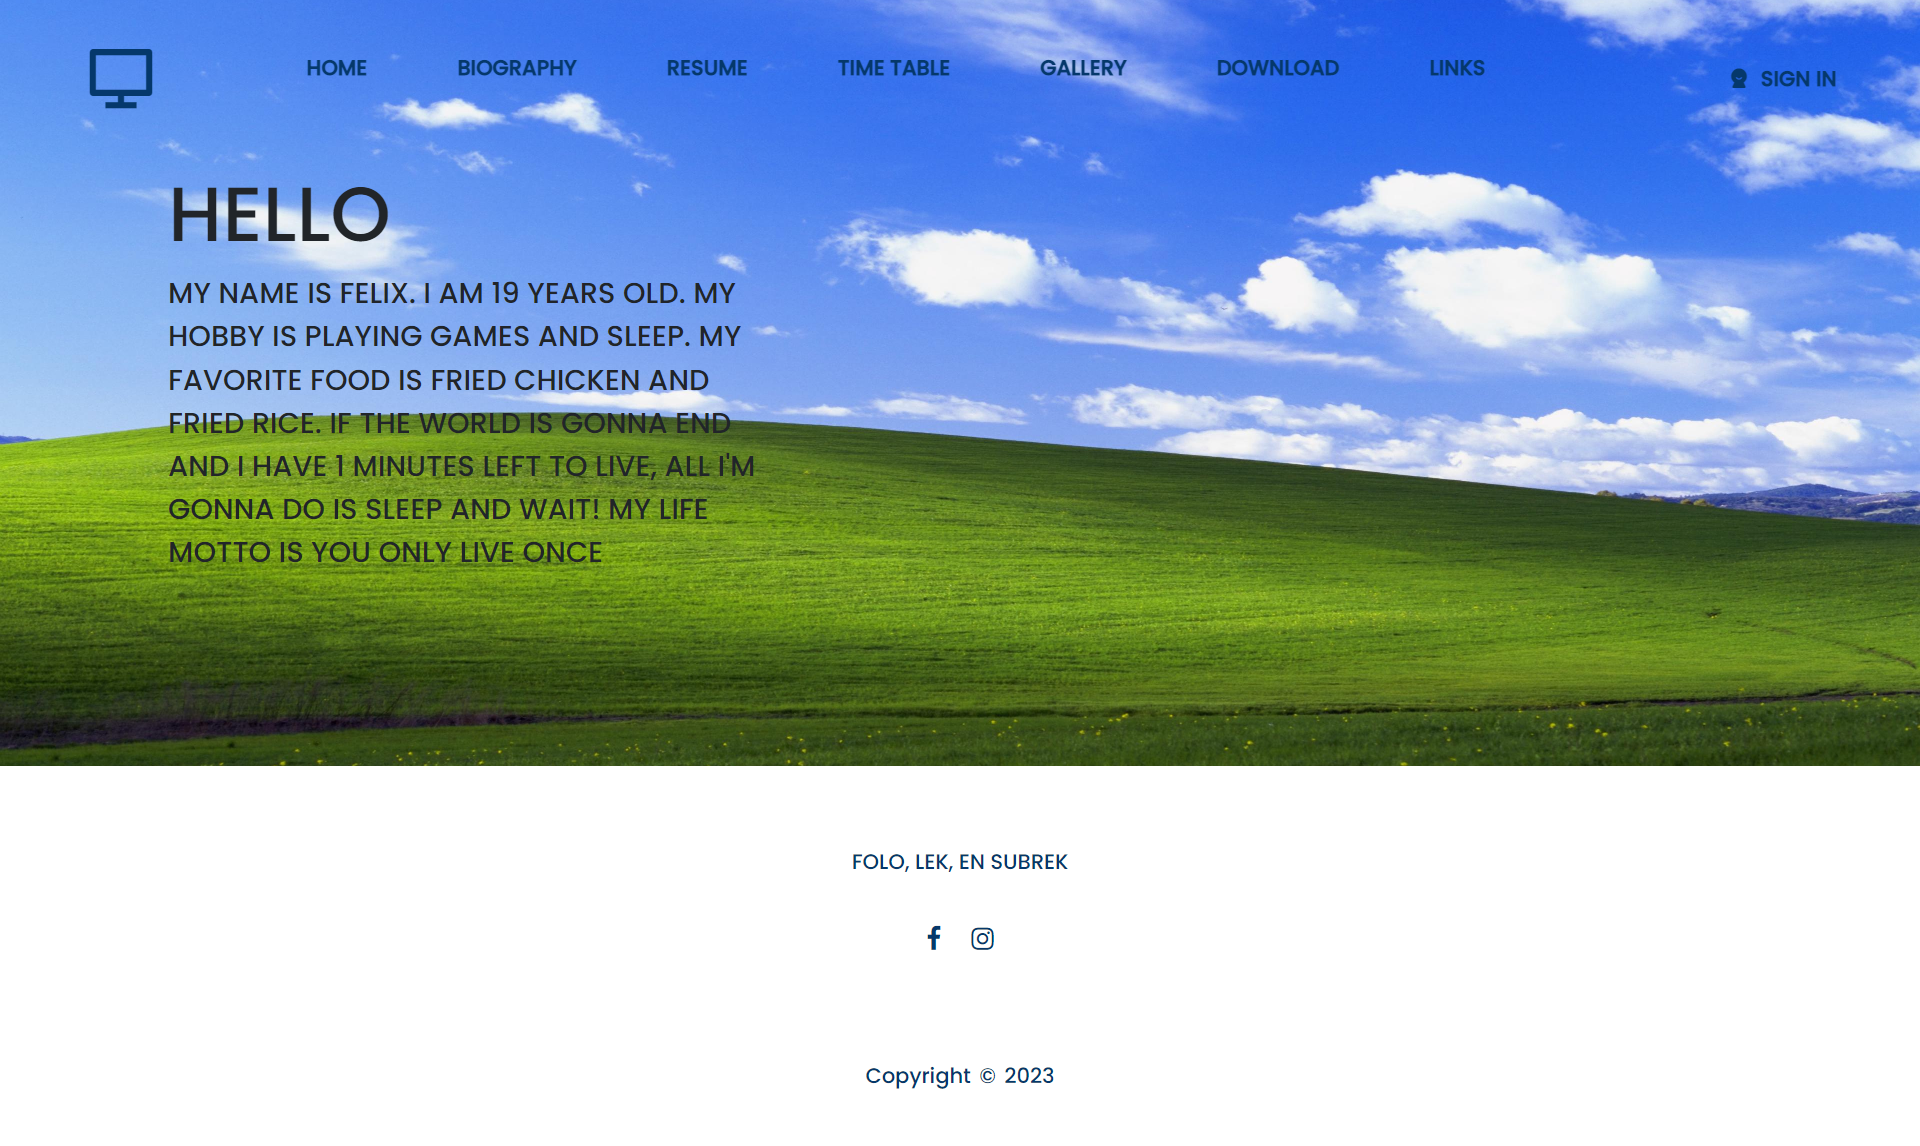 HOME BIOGRAPHY RESUME TIME TABLE GALLERY DOWNLOAD LINKS SIGN IN
HELLO
MY NAME IS FELIX. I AM 19 YEARS OLD. MY
HOBBY IS PLAYING GAMES AND SLEEP. MY
FAVORITE FOOD IS FRIED CHICKEN AND
FRIED RICE. IF THE WORLD IS GONNA END
AND I HAVE 1 MINUTES LEFT TO LIVE, ALL I'M
GONNA DO IS SLEEP AND WAIT! MY LIFE
MOTTO IS YOU ONLY LIVE ONCE
FOLO, LEK, EN SUBREK
Copyright © 2023